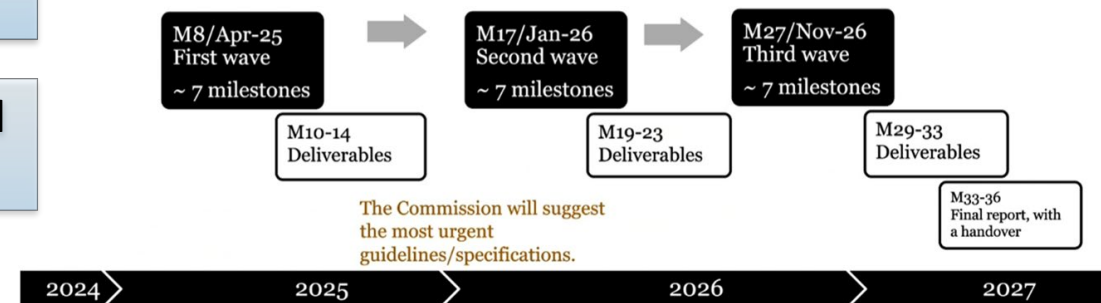 M8/Apr-25
First wave
~ 7 milestones
M17/Jan-26
Second wave
~ 7 milestones
M27/Nov-26
Third wave
~ 7 milestones
M10-14
Deliverables
M19-23
Deliverables
M29-33
Deliverables
M33-36
Final report, with
a handover
The Commission will suggest
the most urgent
guidelines/specifications.
2024
2025
2026
2027